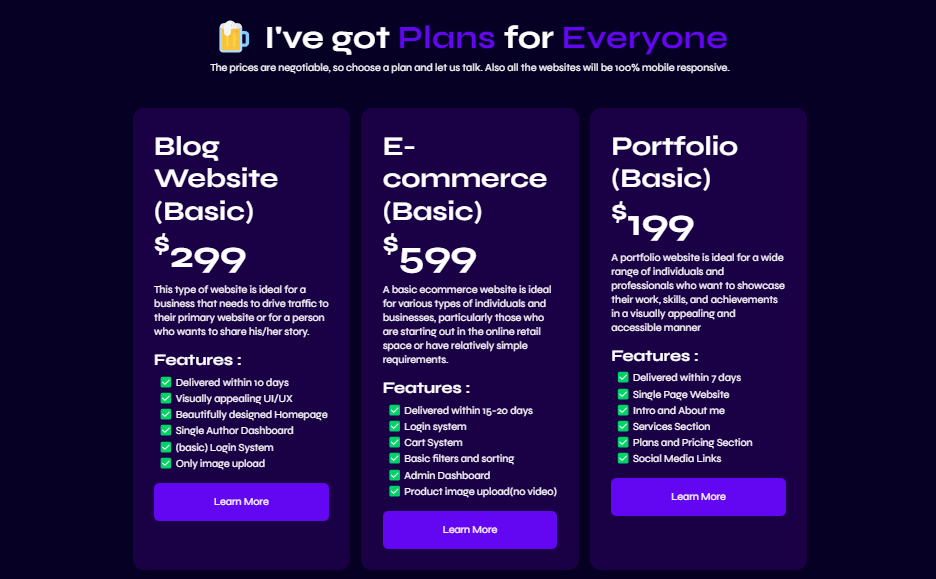 I've got Plans for Everyone
The prices are negotiable, so choose a plan and let us talk. Also all the websites will be 100% mobile responsive.
Blog
Website
(Basic)
$299
This type of website is ideal for a
business that needs to drive traffic to
their primary website or for a person
who wants to share his/her story.
Features :
Delivered within 10 days
Visually appealing UI/UX
Beautifully designed Homepage
Single Author Dashboard
(basic) Login System
Only image upload
Learn More
E-
commerce
(Basic)
$599
A basic ecommerce website is ideal
for various types of individuals and
businesses, particularly those who
are starting out in the online retail
space or have relatively simple
requirements.
Features :
Delivered within 15-20 days
Login system
Cart System
Basic filters and sorting
Admin Dashboard
Product image upload(no video)
Learn More
Portfolio
(Basic)
$199
A portfolio website is ideal for a wide
range of individuals and
professionals who want to showcase
their work, skills, and achievements
in a visually appealing and
accessible manner
Features :
Delivered within 7 days
Single Page Website
Intro and About me
Services Section
Plans and Pricing Section
Social Media Links
Learn More